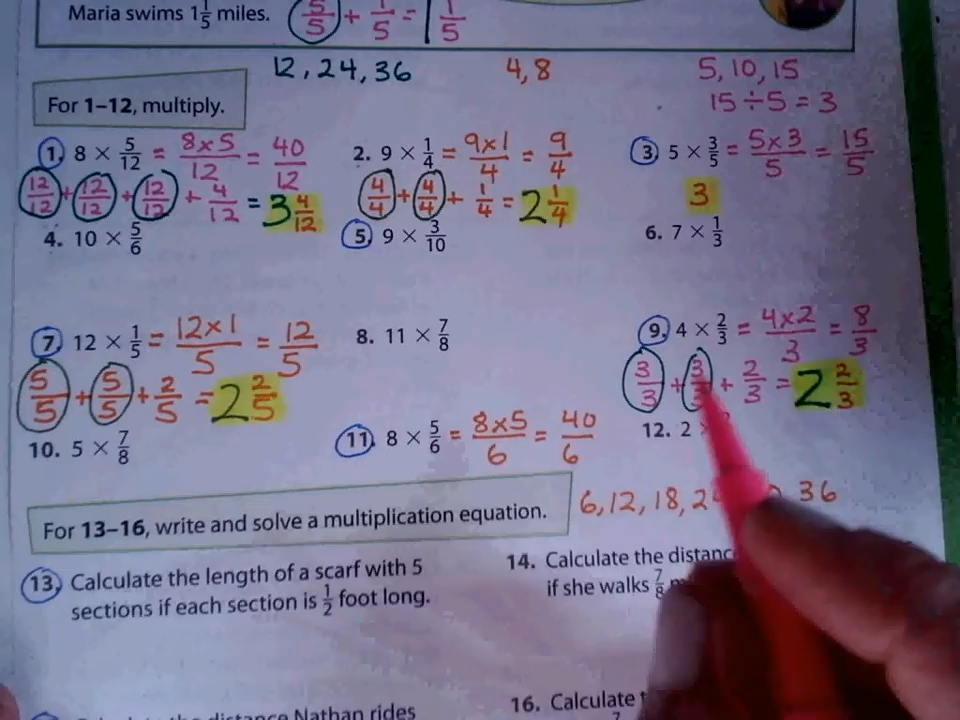 Maria swims 1 1/5 miles. 5/5 + 1/5 = 1 1/5
12, 24, 36
4, 8
5, 10, 15
15 ÷ 5 = 3
For 1–12, multiply.
1. 8 × 5/12 = 8×5/12 = 40/12
12/12 + 12/12 + 12/12 + 4/12 = 3 4/12
2. 9 × 1/4 = 9×1/4 = 9/4
4/4 + 4/4 + 1/4 = 2 1/4
3. 5 × 3/5 = 5×3/5 = 15/5
3
4. 10 × 5/6
5. 9 × 3/10
6. 7 × 1/3
7. 12 × 1/5 = 12×1/5 = 12/5
5/5 + 5/5 + 2/5 = 2 2/5
8. 11 × 7/8
9. 4 × 2/3 = 4×2/3 = 8/3
3/3 + 3/3 + 2/3 = 2 2/3
10. 5 × 7/8
11. 8 × 5/6 = 8×5/6 = 40/6
12. 2
6, 12, 18, 36
For 13–16, write and solve a multiplication equation.
13. Calculate the length of a scarf with 5
sections if each section is 1/2 foot long.
14. Calculate the
if she walks 7/8
distance Nathan rides
16. Calculate